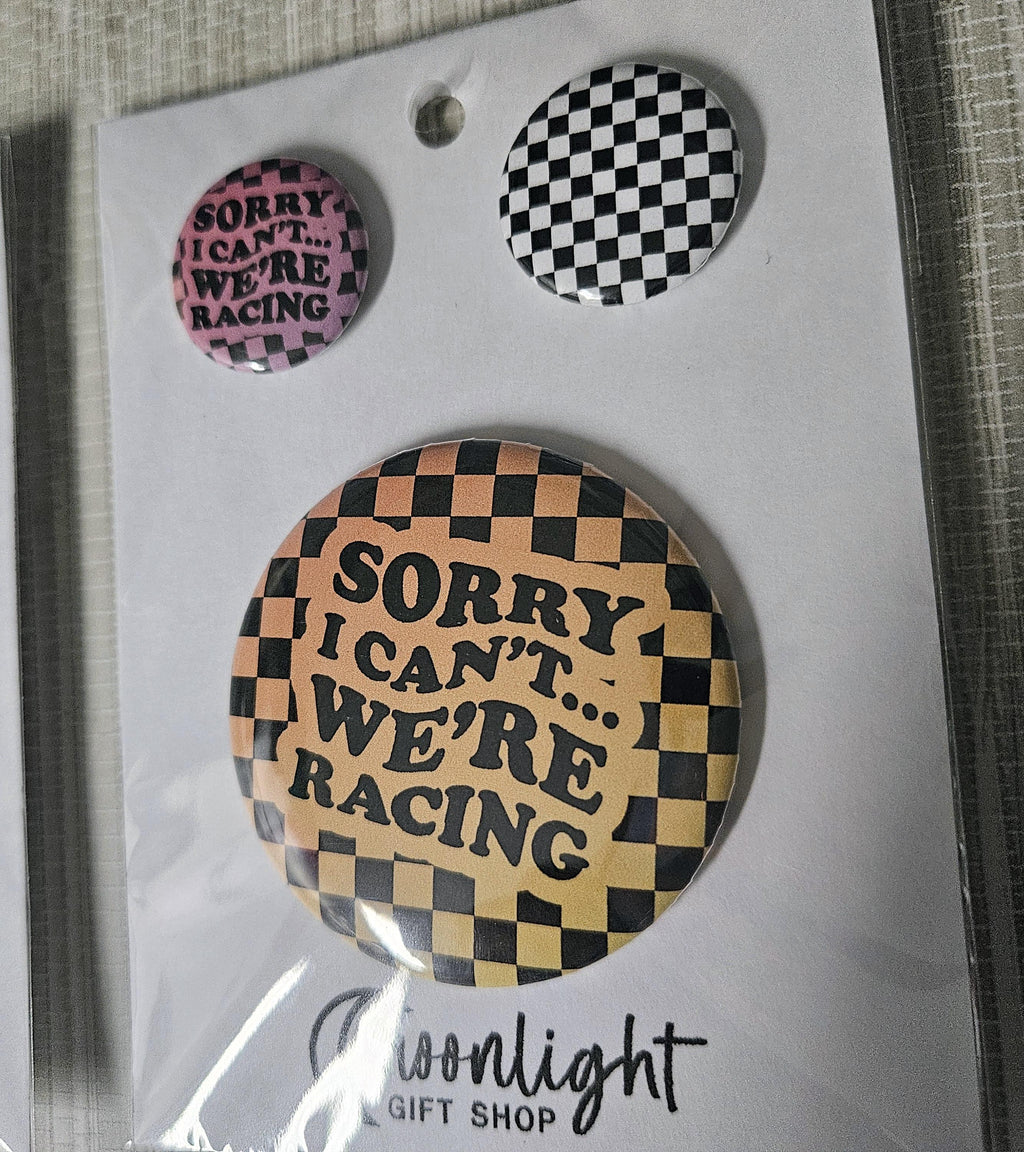 SORRY
I CAN'T...
WE'RE
RACING
SORRY
I CAN'T...
WE'RE
RACING
Moonlight
GIFT SHOP